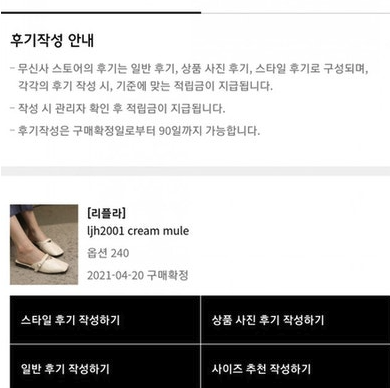 후기작성 안내
- 무신사 스토어의 후기는 일반 후기, 상품 사진 후기, 스타일 후기로 구성되며,
각각의 후기 작성 시, 기준에 맞는 적립금이 지급됩니다.
- 작성 시 관리자 확인 후 적립금이 지급됩니다.
- 후기작성은 구매확정일로부터 90일까지 가능합니다.
[리플라]
ljh2001 cream mule
옵션 240
2021-04-20 구매확정
스타일 후기 작성하기
상품 사진 후기 작성하기
일반 후기 작성하기
사이즈 추천 작성하기